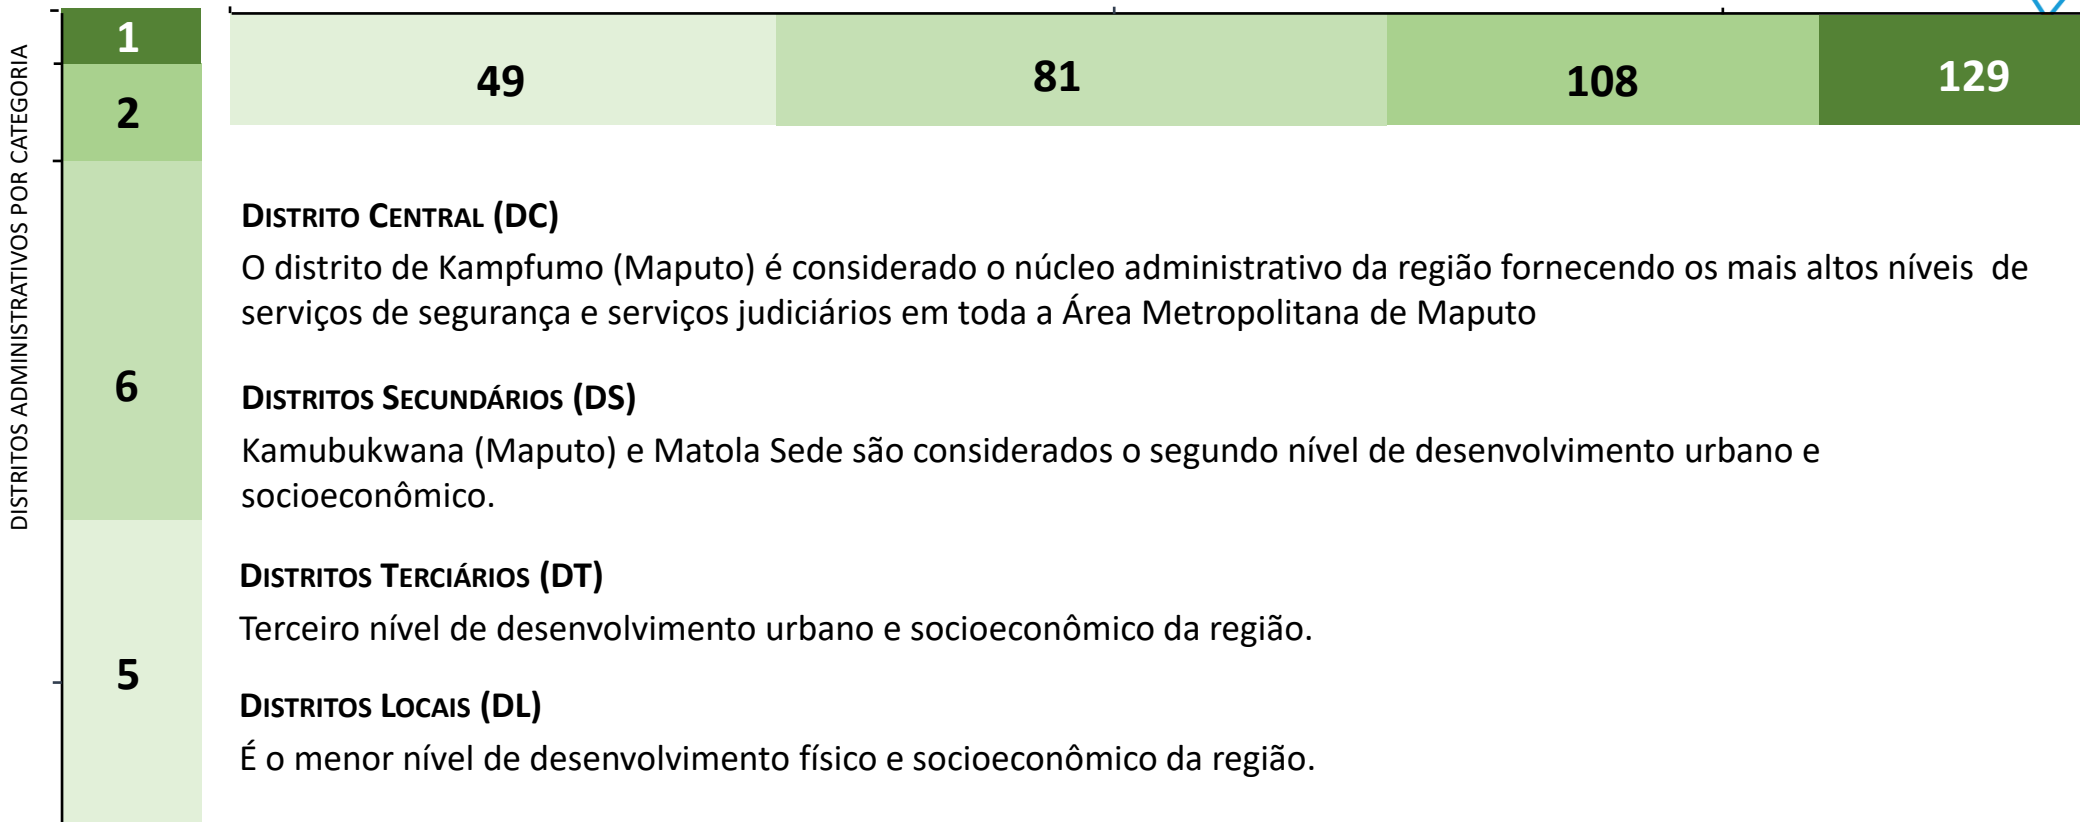 DISTRITOS ADMINISTRATIVOS POR CATEGORIA
1
2
6
5
49
81
108
129
DISTRITO CENTRAL (DC)
O distrito de Kampfumo (Maputo) é considerado o núcleo administrativo da região fornecendo os mais altos níveis de
serviços de segurança e serviços judiciários em toda a Área Metropolitana de Maputo
DISTRITOS SECUNDÁRIOS (DS)
Kamubukwana (Maputo) e Matola Sede são considerados o segundo nível de desenvolvimento urbano e
socioeconômico.
DISTRITOS TERCIÁRIOS (DT)
Terceiro nível de desenvolvimento urbano e socioeconômico da região.
DISTRITOS LOCAIS (DL)
É o menor nível de desenvolvimento físico e socioeconômico da região.